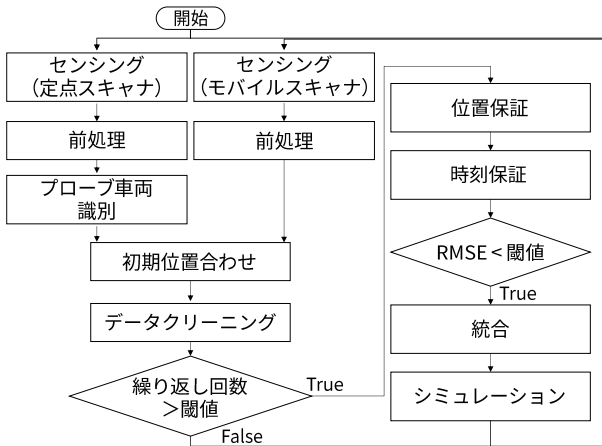 開始
センシング
（定点スキャナ）
センシング
（モバイルスキャナ）
前処理
前処理
プローブ車両
識別
初期位置合わせ
データクリーニング
繰り返し回数
＞閾値
True
False
位置保証
時刻保証
RMSE < 閾値
True
統合
シミュレーション